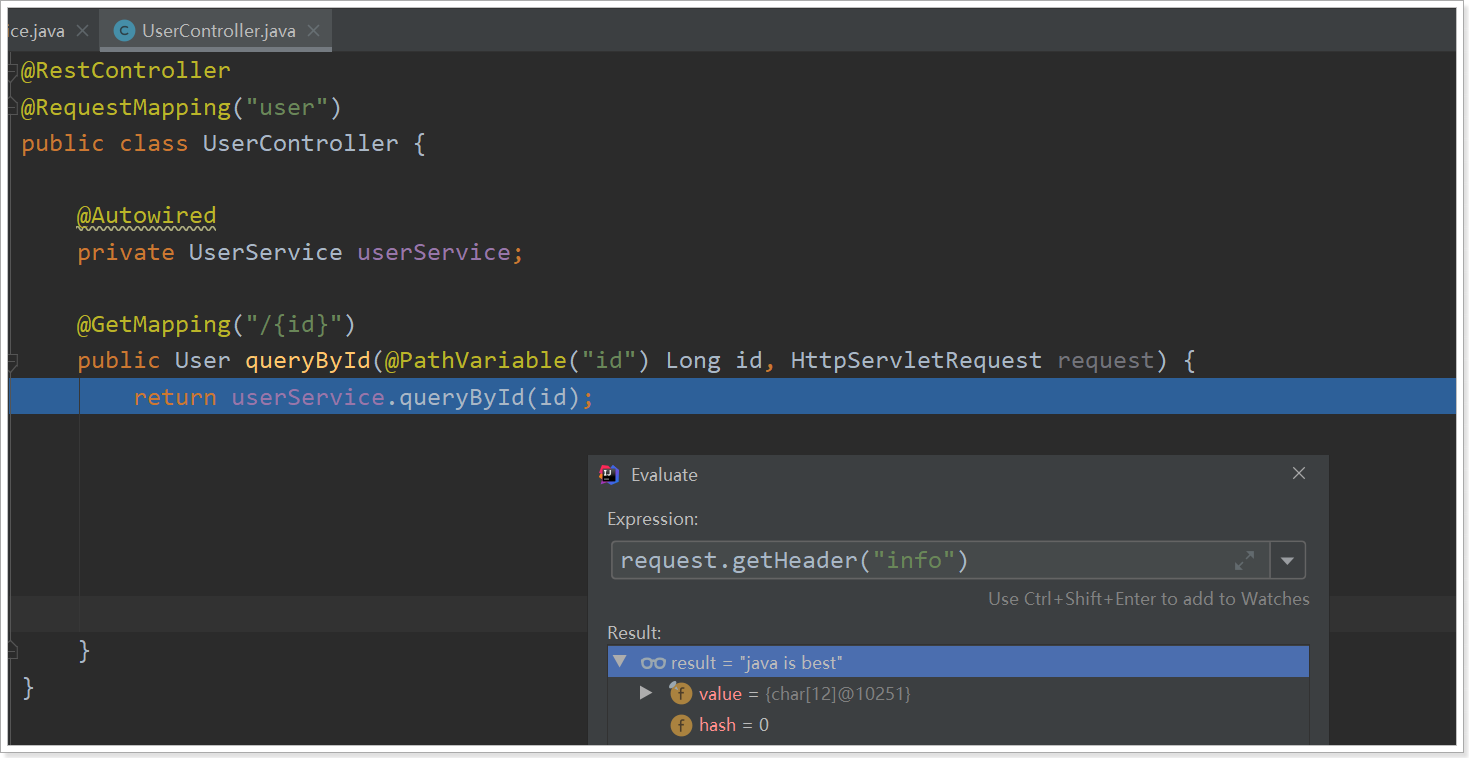 ice.java UserController.java
@RestController
@RequestMapping("user")
public class UserController {
@Autowired
private UserService userService;
@GetMapping("/{id}")
public User queryById(@PathVariable("id") Long id, HttpServletRequest request) {
return userService.queryById(id);
Evaluate
Expression:
request.getHeader("info")
Use Ctrl+Shift+Enter to add to Watches
Result:
result = "java is best"
value = {char[12]@10251}
hash = 0
}
}